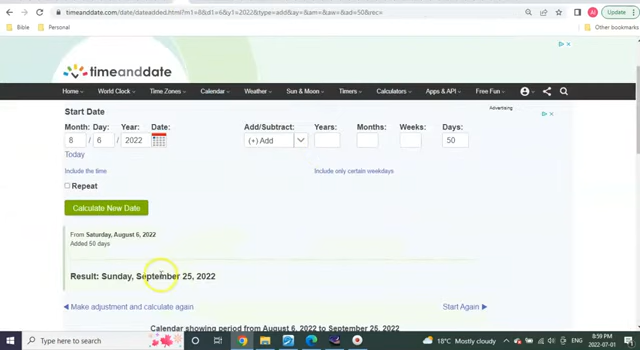 timeanddate.com/date/dateadded.html?m1=8&d1=6&y1=2022&type=add&ay=&am=&aw=&ad=50&rec=
Update
Bible
Personal
Other bookmarks
timeanddate
Home
World Clock
Time Zones
Calendar
Weather
Sun & Moon
Timers
Calculators
Apps & API
Free Fun
Start Date
Advertising
Month: Day: Year: Date: Add/Subtract: Years: Months: Weeks: Days:
8 / 6 / 2022 (+) Add 50
Today
Include the time Include only certain weekdays
Repeat
Calculate New Date
From Saturday, August 6, 2022
Added 50 days
Result: Sunday, September 25, 2022
Make adjustment and calculate again Start Again
Calendar showing period from August 6, 2022 to September 25, 2022
Type here to search
18°C Mostly cloudy
8:59 PM
2022-07-01